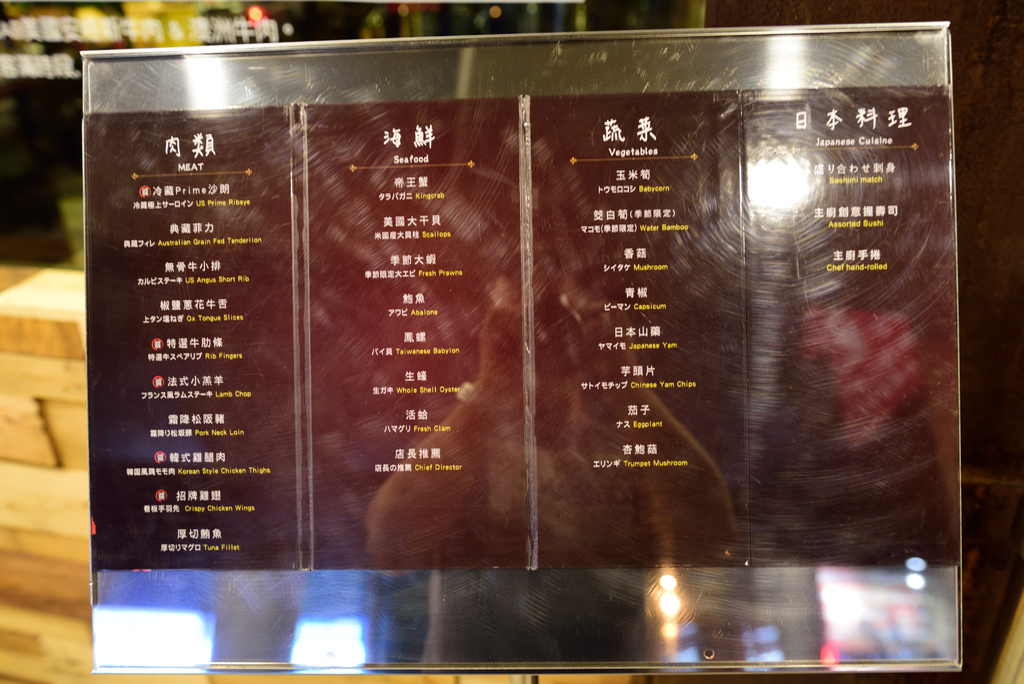 美國安格斯牛肉 & 澳洲牛肉。
肉類
MEAT
冷藏Prime沙朗
冷藏極上サーロイン US Prime Ribeye
典藏菲力
典藏フィレ Australian Grain Fed Tenderlion
無骨牛小排
カルビステーキ US Angus Short Rib
椒鹽蔥花牛舌
上タン塩ねぎ Ox Tongue Slices
特選牛肋條
特選牛スペアリブ Rib Fingers
法式小羔羊
フランス風ラムステーキ Lamb Chop
霜降松阪豬
霜降り松坂豚 Pork Neck Loin
韓式雞腿肉
韓国風鶏モモ肉 Korean Style Chicken Thighs
招牌雞翅
看板手羽先 Crispy Chicken Wings
厚切鮪魚
厚切りマグロ Tuna Fillet
海鮮
Seafood
帝王蟹
タラバガニ Kingcrab
美國大干貝
米国産大貝柱 Scallops
季節大蝦
季節限定大エビ Fresh Prawns
鮑魚
アワビ Abalone
鳳螺
バイ貝 Taiwanese Babylon
生蠔
生ガキ Whole Shell Oyster
活蛤
ハマグリ Fresh Clam
店長推薦
店長の推薦 Chief Director
蔬菜
Vegetables
玉米筍
トウモロコシ Babycorn
筊白筍(季節限定)
マコモ(季節限定) Water Bamboo
香菇
シイタケ Mushroom
青椒
ピーマン Capsicum
日本山藥
ヤマイモ Japanese Yam
芋頭片
サトイモチップ Chinese Yam Chips
茄子
ナス Eggplant
杏鮑菇
エリンギ Trumpet Mushroom
日本料理
Japanese Cuisine
盛り合わせ刺身
Sashimi match
主廚創意握壽司
Assorted Sushi
主廚手捲
Chef hand-rolled